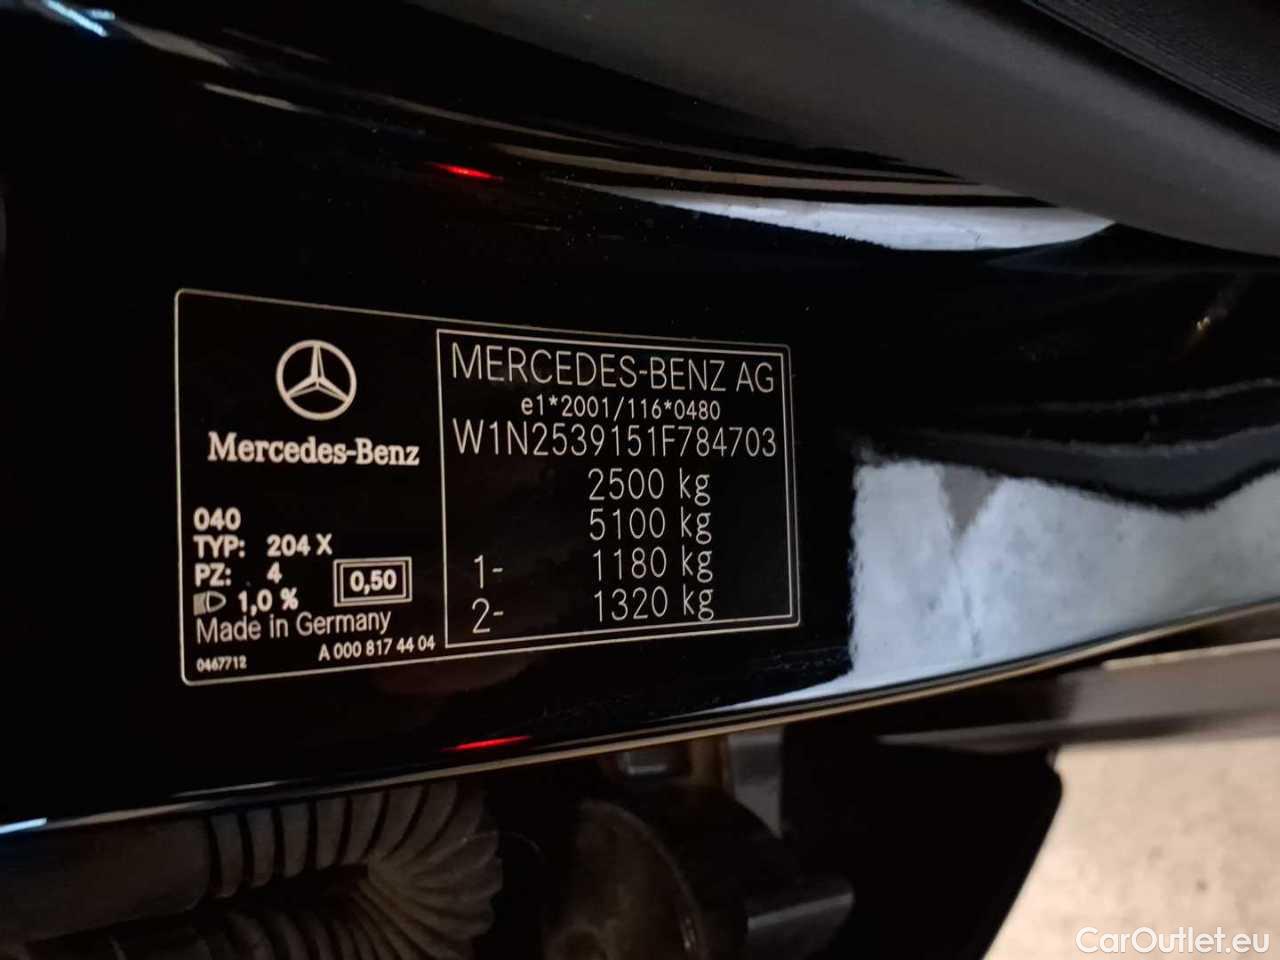 Mercedes-Benz
040
TYP: 204 X
PZ: 4
0,50
1,0 %
Made in Germany
0467712
A 000 817 44 04
MERCEDES-BENZ AG
e1*2001/116*0480
W1N2539151F784703
2500 kg
5100 kg
1- 1180 kg
2- 1320 kg
CarOutlet.eu